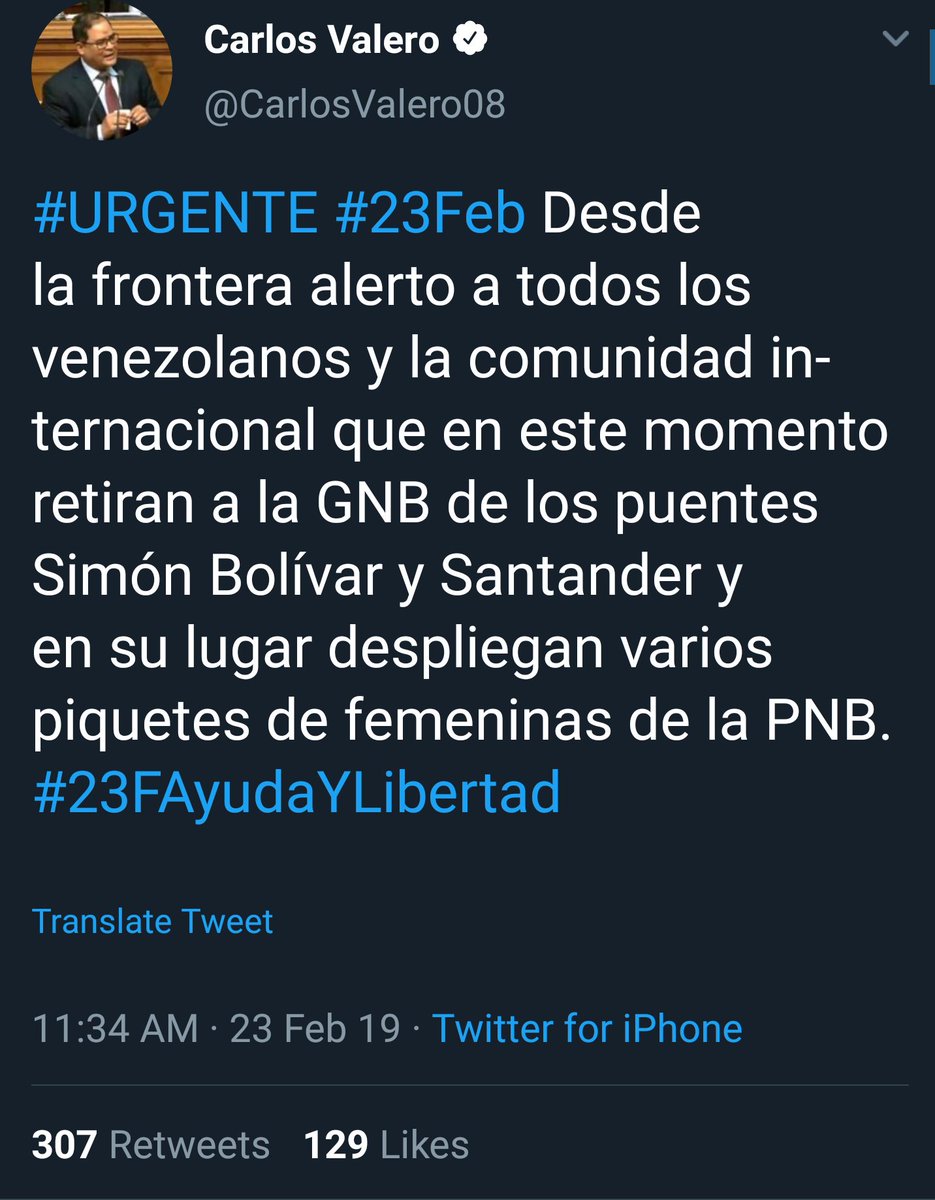 Carlos Valero
@CarlosValero08
#URGENTE #23Feb Desde
la frontera alerto a todos los
venezolanos y la comunidad in-
ternacional que en este momento
retiran a la GNB de los puentes
Simón Bolívar y Santander y
en su lugar despliegan varios
piquetes de femeninas de la PNB.
#23FAyudaYLibertad
Translate Tweet
11:34 AM · 23 Feb 19 · Twitter for iPhone
307 Retweets 129 Likes